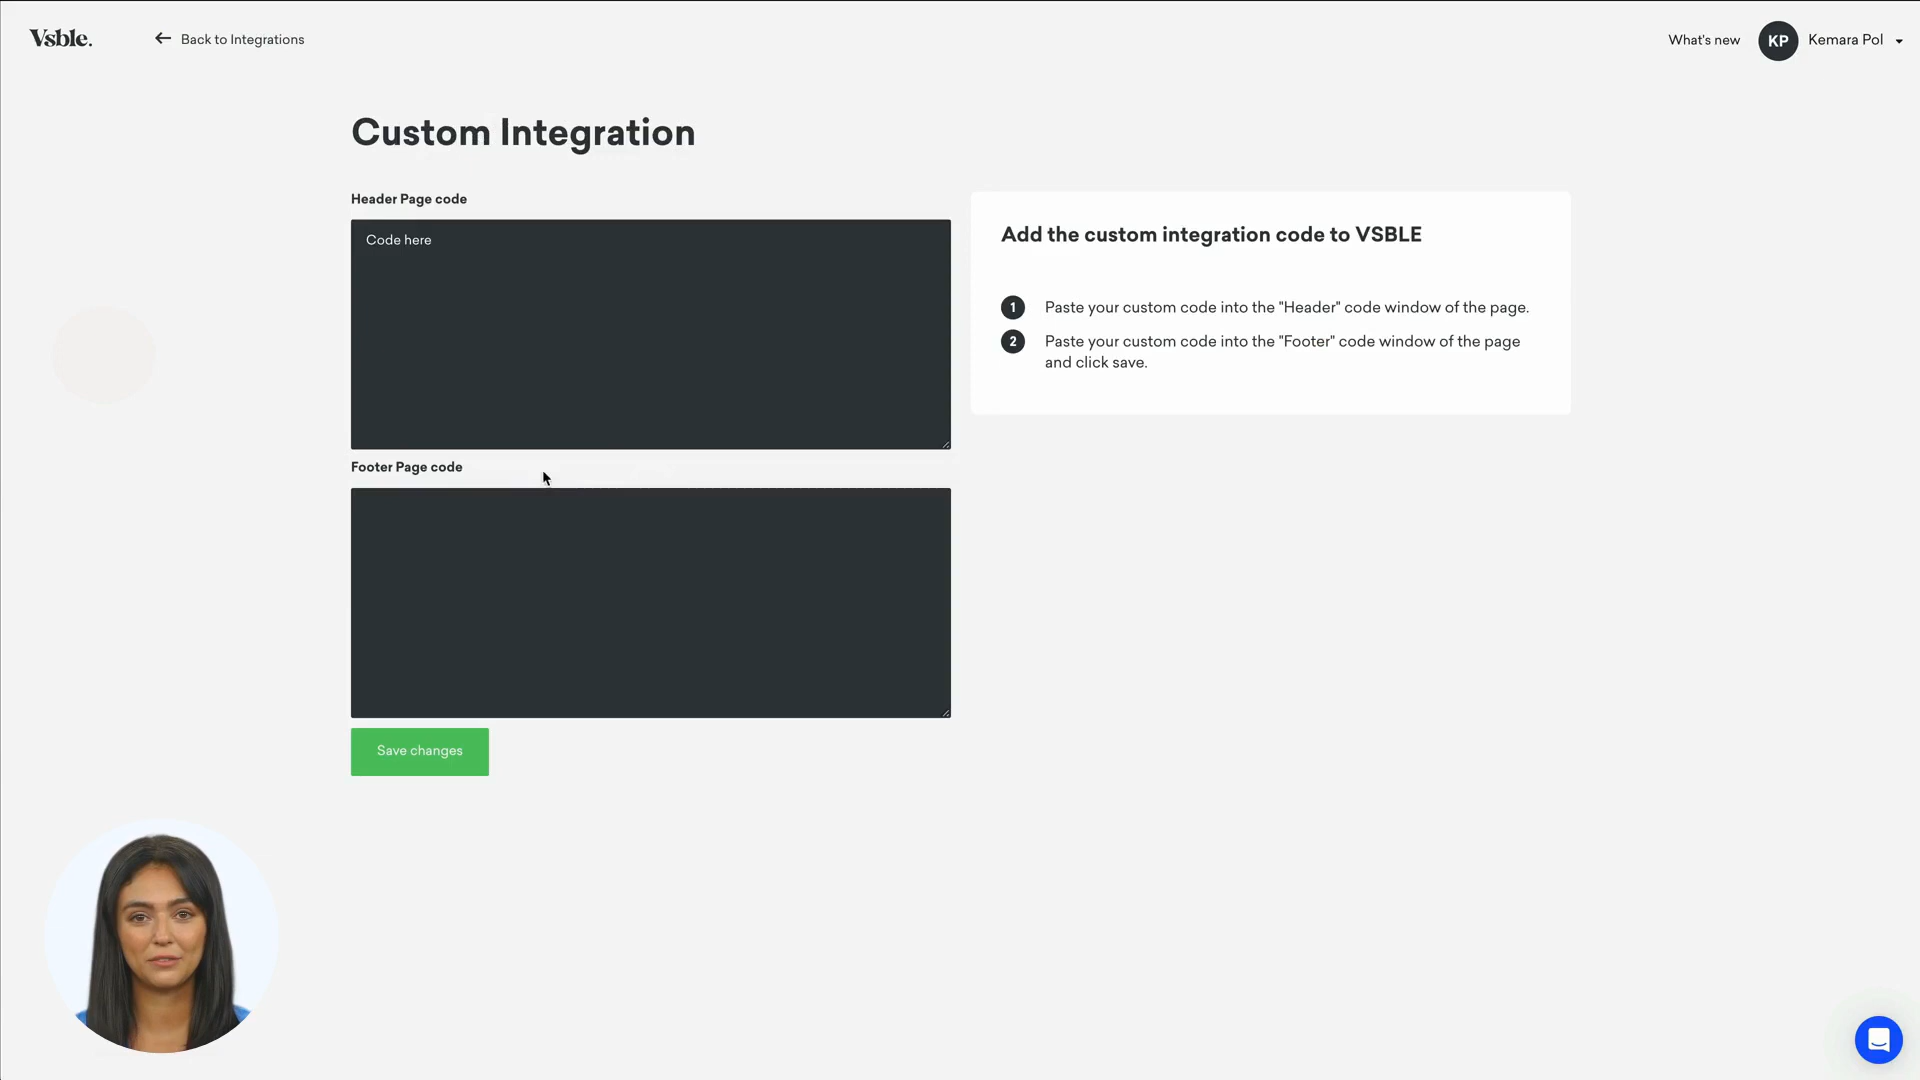 Vsble.
Back to Integrations
What's new
KP
Kemara Pol
Custom Integration
Header Page code
Code here
Footer Page code
Save changes
Add the custom integration code to VSBLE
1 Paste your custom code into the "Header" code window of the page.
2 Paste your custom code into the "Footer" code window of the page
and click save.